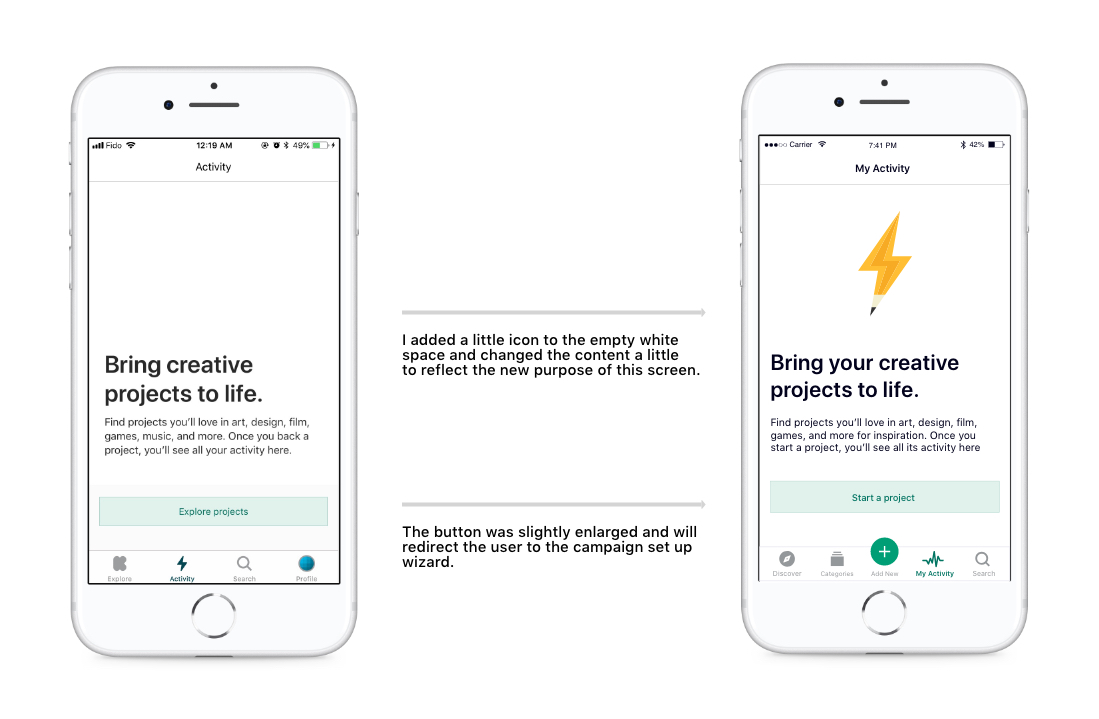 Fido
12:19 AM
49%
Activity
Bring creative
projects to life.
Find projects you'll love in art, design, film,
games, music, and more. Once you back a
project, you'll see all your activity here.
Explore projects
Explore
Activity
Search
Profile
I added a little icon to the empty white
space and changed the content a little
to reflect the new purpose of this screen.
The button was slightly enlarged and will
redirect the user to the campaign set up
wizard.
Carrier
7:41 PM
42%
My Activity
Bring your creative
projects to life.
Find projects you'll love in art, design, film,
games, and more for inspiration. Once you
start a project, you'll see all its activity here
Start a project
Discover
Categories
Add New
My Activity
Search